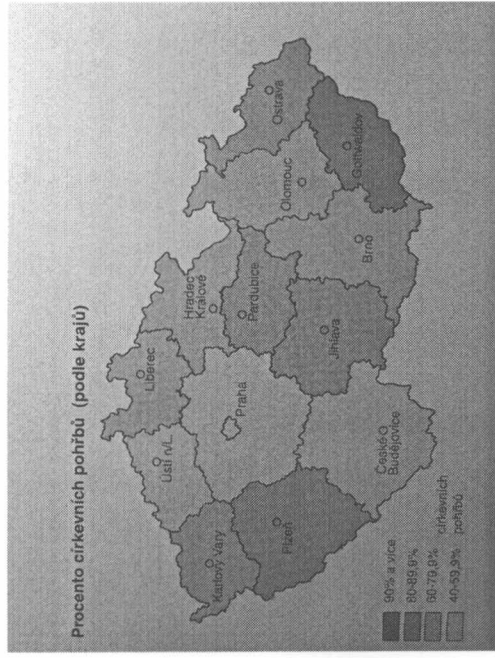 Procento církevních pohřbů (podle krajů)
Liberec
Ústí n/L
Karlovy Vary
Hradec
Králové
Praha
Pardubice
Plzeň
Olomouc
Ostrava
Jihlava
Gottwaldov
Brno
České
Budějovice
90% a více
80-89,9%
60-79,9%
40-59,9%
církevních
pohřbů